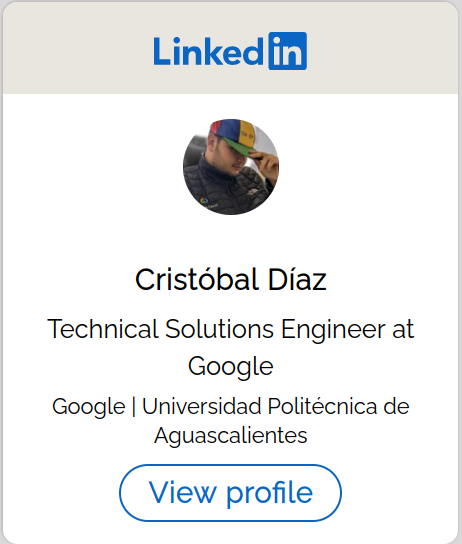 Linkedin
Cristóbal Díaz
Technical Solutions Engineer at
Google
Google | Universidad Politécnica de
Aguascalientes
View profile